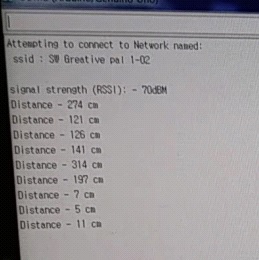 Attempting to connect to Network named:
ssid : SW Greative pal 1-02
signal strength (RSSI): - 70dBM
Distance - 274 cm
Distance - 121 cm
Distance - 126 cm
Distance - 141 cm
Distance - 314 cm
Distance - 197 cm
Distance - 7 cm
Distance - 5 cm
Distance - 11 cm